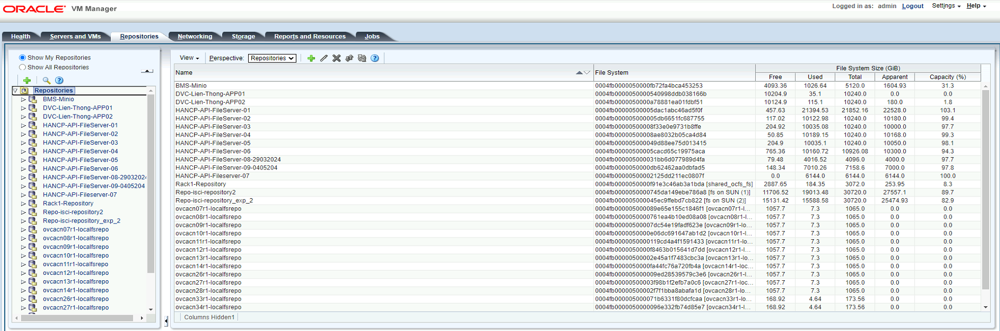 ORACLE VM Manager
Logged in as: admin Logout Settings Help
Health Servers and VMs Repositories Networking Storage Reports and Resources Jobs
Show My Repositories
Show All Repositories
Repositories
BMS-Minio
DVC-Lien-Thong-APP01
DVC-Lien-Thong-APP02
HANCP-API-FileServer-01
HANCP-API-FileServer-02
HANCP-API-FileServer-03
HANCP-API-FileServer-04
HANCP-API-FileServer-05
HANCP-API-FileServer-06
HANCP-API-FileServer-08-29032024
HANCP-API-FileServer-09-0405204
HANCP-API-Fileserver-07
Rack1-Repository
Repo-isci-repository2
Repo-isci-repository_exp_2
ovcacn07r1-localfsrepo
ovcacn08r1-localfsrepo
ovcacn09r1-localfsrepo
ovcacn10r1-localfsrepo
ovcacn11r1-localfsrepo
ovcacn12r1-localfsrepo
ovcacn13r1-localfsrepo
ovcacn14r1-localfsrepo
ovcacn26r1-localfsrepo
ovcacn27r1-localfsrepo
View Perspective: Repositories
Name File System File System Size (GiB)
Free Used Total Apparent Capacity (%)
BMS-Minio 0004fb0000050000fb72fa4bca453253 4093.36 1026.64 5120.0 1604.93 31.3
DVC-Lien-Thong-APP01 0004fb0000050000540998ddb038166b 10204.9 35.1 10240.0 0.0 0.0
DVC-Lien-Thong-APP02 0004fb0000050000a78881ea01fdbf51 10124.9 115.1 10240.0 180.0 1.8
HANCP-API-FileServer-01 0004fb00000500005dac1abc46ad5f0f 457.63 21394.53 21852.16 22528.0 103.1
HANCP-API-FileServer-02 0004fb000005000005db6651fc687755 117.02 10122.98 10240.0 10180.0 99.4
HANCP-API-FileServer-03 0004fb00000500008f33e0e9731b8ffe 204.92 10035.08 10240.0 10000.0 97.7
HANCP-API-FileServer-04 0004fb00000500008ae8032b05ca4d84 50.85 10189.15 10240.0 10168.0 99.3
HANCP-API-FileServer-05 0004fb000005000049d88ee75d013415 204.9 10035.1 10240.0 10050.0 98.1
HANCP-API-FileServer-06 0004fb00000500005cacd65c19975aca 765.36 10160.72 10926.08 10300.0 94.3
HANCP-API-FileServer-08-29032024 0004fb000005000031bb6d077989d4fa 79.48 4016.52 4096.0 4000.0 97.7
HANCP-API-FileServer-09-0405204 0004fb0000050000db62462aa0dbfad5 148.34 7010.26 7158.6 7000.0 97.8
HANCP-API-Fileserver-07 0004fb00000500002125dd211ec0807f 0.0 6144.0 6144.0 6144.0 100.0
Rack1-Repository 0004fb0000050000f91e3c46ab3a1bda [shared_ocfs_fs] 2887.65 184.35 3072.0 253.95 8.3
Repo-isci-repository2 0004fb0000050000745da149ebe786a8 [fs on SUN (1)] 11706.52 19013.48 30720.0 27557.1 89.7
Repo-isci-repository_exp_2 0004fb000005000045ec9ffebd7cb822 [fs on SUN (2)] 15131.42 15588.58 30720.0 25474.93 82.9
ovcacn07r1-localfsrepo 0004fb000005000089e65e155c1846f1 [ovcacn07r1-l... 1057.7 7.3 1065.0 0.0 0.0
ovcacn08r1-localfsrepo 0004fb0000050000761ea4b10ed08a08 [ovcacn08r1-l... 1057.7 7.3 1065.0 0.0 0.0
ovcacn09r1-localfsrepo 0004fb00000500007dc54e19fadf623e [ovcacn09r1-lo... 1057.7 7.3 1065.0 0.0 0.0
ovcacn10r1-localfsrepo 0004fb0000050000e06dc691647ab1d2 [ovcacn10r1-l... 1057.7 7.3 1065.0 0.0 0.0
ovcacn11r1-localfsrepo 0004fb0000050000119cd4a4f1591433 [ovcacn11r1-lo... 1057.7 7.3 1065.0 0.0 0.0
ovcacn12r1-localfsrepo 0004fb0000050000f8463b015641d7dd [ovcacn12r1-l... 1057.7 7.3 1065.0 0.0 0.0
ovcacn13r1-localfsrepo 0004fb00000500002e45a1f7483cbc3a [ovcacn13r1-lo... 1057.7 7.3 1065.0 0.0 0.0
ovcacn14r1-localfsrepo 0004fb0000050000fa44fc76a720fb4a [ovcacn14r1-loc... 1057.7 7.3 1065.0 0.0 0.0
ovcacn26r1-localfsrepo 0004fb000005000009ed28539579c3e6 [ovcacn26r1-l... 1057.7 7.3 1065.0 0.0 0.0
ovcacn27r1-localfsrepo 0004fb00000500003f98b1f2efb7a0c6 [ovcacn27r1-loc... 1057.7 7.3 1065.0 0.0 0.0
ovcacn28r1-localfsrepo 0004fb00000500002f7f1bba8abafa1d [ovcacn28r1-lo... 1057.7 7.3 1065.0 0.0 0.0
ovcacn33r1-localfsrepo 0004fb000005000071b6331f80dcfcaa [ovcacn33r1-lo... 168.92 4.64 173.56 0.0 0.0
ovcacn34r1-localfsrepo 0004fb000005000096e332fb74d85e7 [ovcacn34r1-l... 168.92 4.64 173.56 0.0 0.0
Columns Hidden1